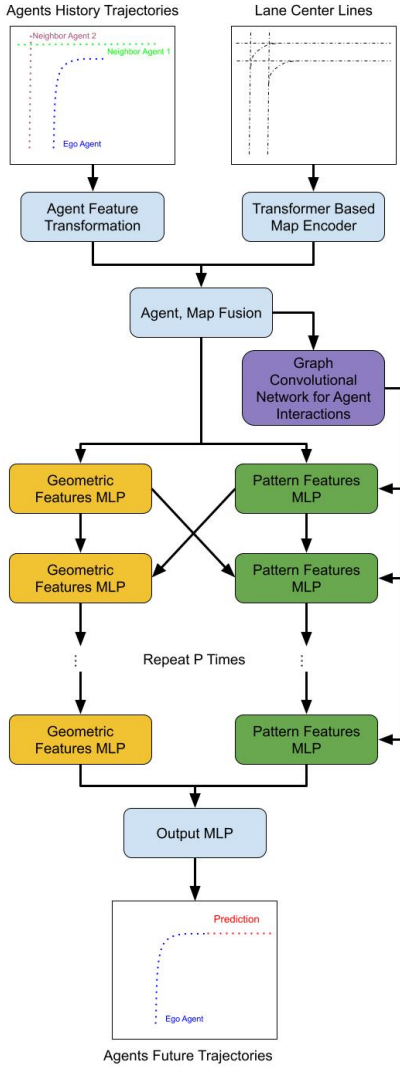 Agents History Trajectories
Lane Center Lines
Neighbor Agent 2
Neighbor Agent 1
Ego Agent
Agent Feature
Transformation
Transformer Based
Map Encoder
Agent, Map Fusion
Graph
Convolutional
Network for Agent
Interactions
Geometric
Features MLP
Pattern Features
MLP
Geometric
Features MLP
Pattern Features
MLP
⋮
Repeat P Times
⋮
Geometric
Features MLP
Pattern Features
MLP
Output MLP
Prediction
Ego Agent
Agents Future Trajectories